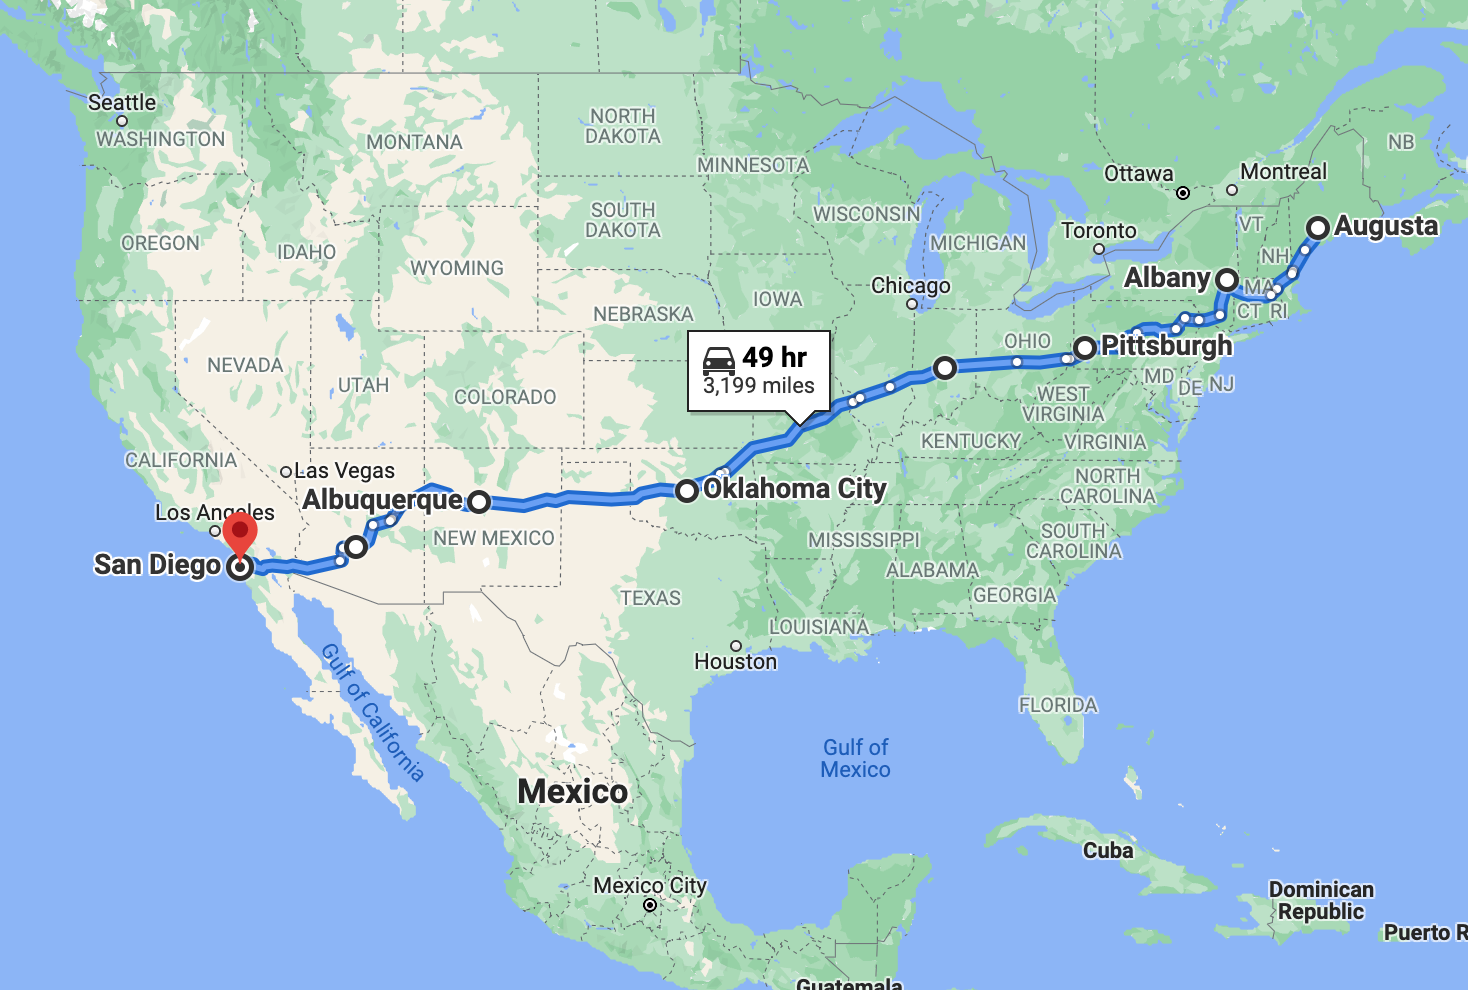 Seattle
WASHINGTON
MONTANA
NORTH
DAKOTA
MINNESOTA
Ottawa
Montreal
NB
OREGON
IDAHO
WYOMING
SOUTH
DAKOTA
WISCONSIN
MICHIGAN
Toronto
VT
NH
Augusta
Albany
MA
CT RI
Chicago
IOWA
NEBRASKA
NEVADA
UTAH
COLORADO
49 hr
3,199 miles
OHIO
Pittsburgh
MD
DE
NJ
WEST
VIRGINIA
KENTUCKY
VIRGINIA
CALIFORNIA
Las Vegas
Albuquerque
Oklahoma City
NORTH
CAROLINA
Los Angeles
NEW MEXICO
MISSISSIPPI
SOUTH
CAROLINA
San Diego
ALABAMA
GEORGIA
TEXAS
LOUISIANA
Houston
Gulf of California
FLORIDA
Gulf of
Mexico
Mexico
Cuba
Mexico City
Dominican
Republic
Puerto R
Guatemala